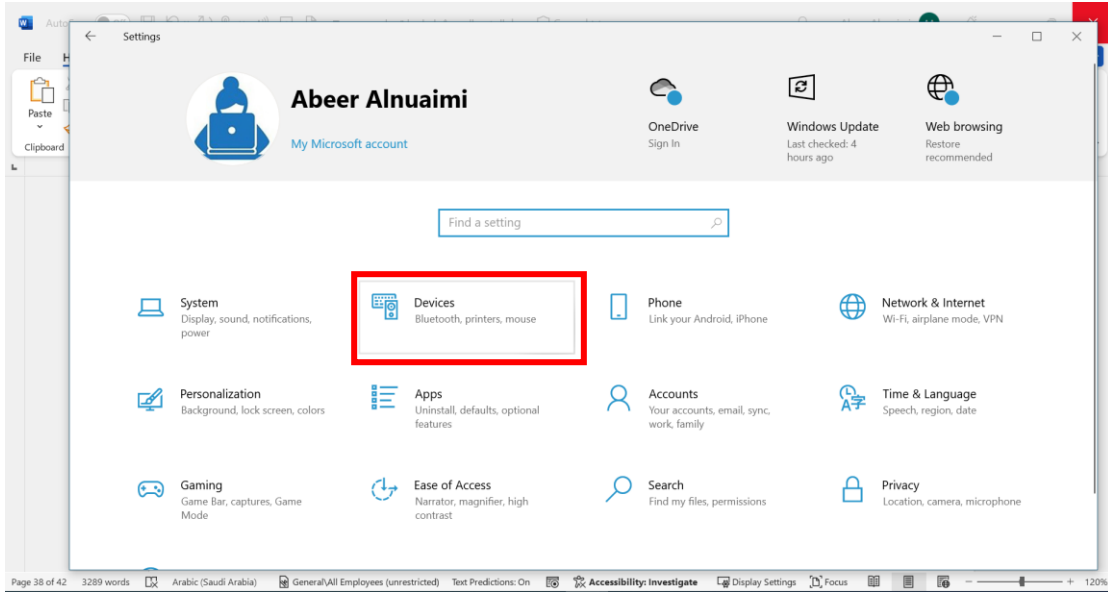 File
Paste
Clipboard
Settings
Abeer Alnuaimi
My Microsoft account
OneDrive
Sign In
Windows Update
Last checked: 4
hours ago
Web browsing
Restore
recommended
Find a setting
System
Display, sound, notifications,
power
Devices
Bluetooth, printers, mouse
Phone
Link your Android, iPhone
Network & Internet
Wi-Fi, airplane mode, VPN
Personalization
Background, lock screen, colors
Apps
Uninstall, defaults, optional
features
Accounts
Your accounts, email, sync,
work, family
Time & Language
Speech, region, date
Gaming
Game Bar, captures, Game
Mode
Ease of Access
Narrator, magnifier, high
contrast
Search
Find my files, permissions
Privacy
Location, camera, microphone
Page 38 of 42 3289 words Arabic (Saudi Arabia) General\All Employees (unrestricted) Text Predictions: On Accessibility: Investigate Display Settings Focus 120%